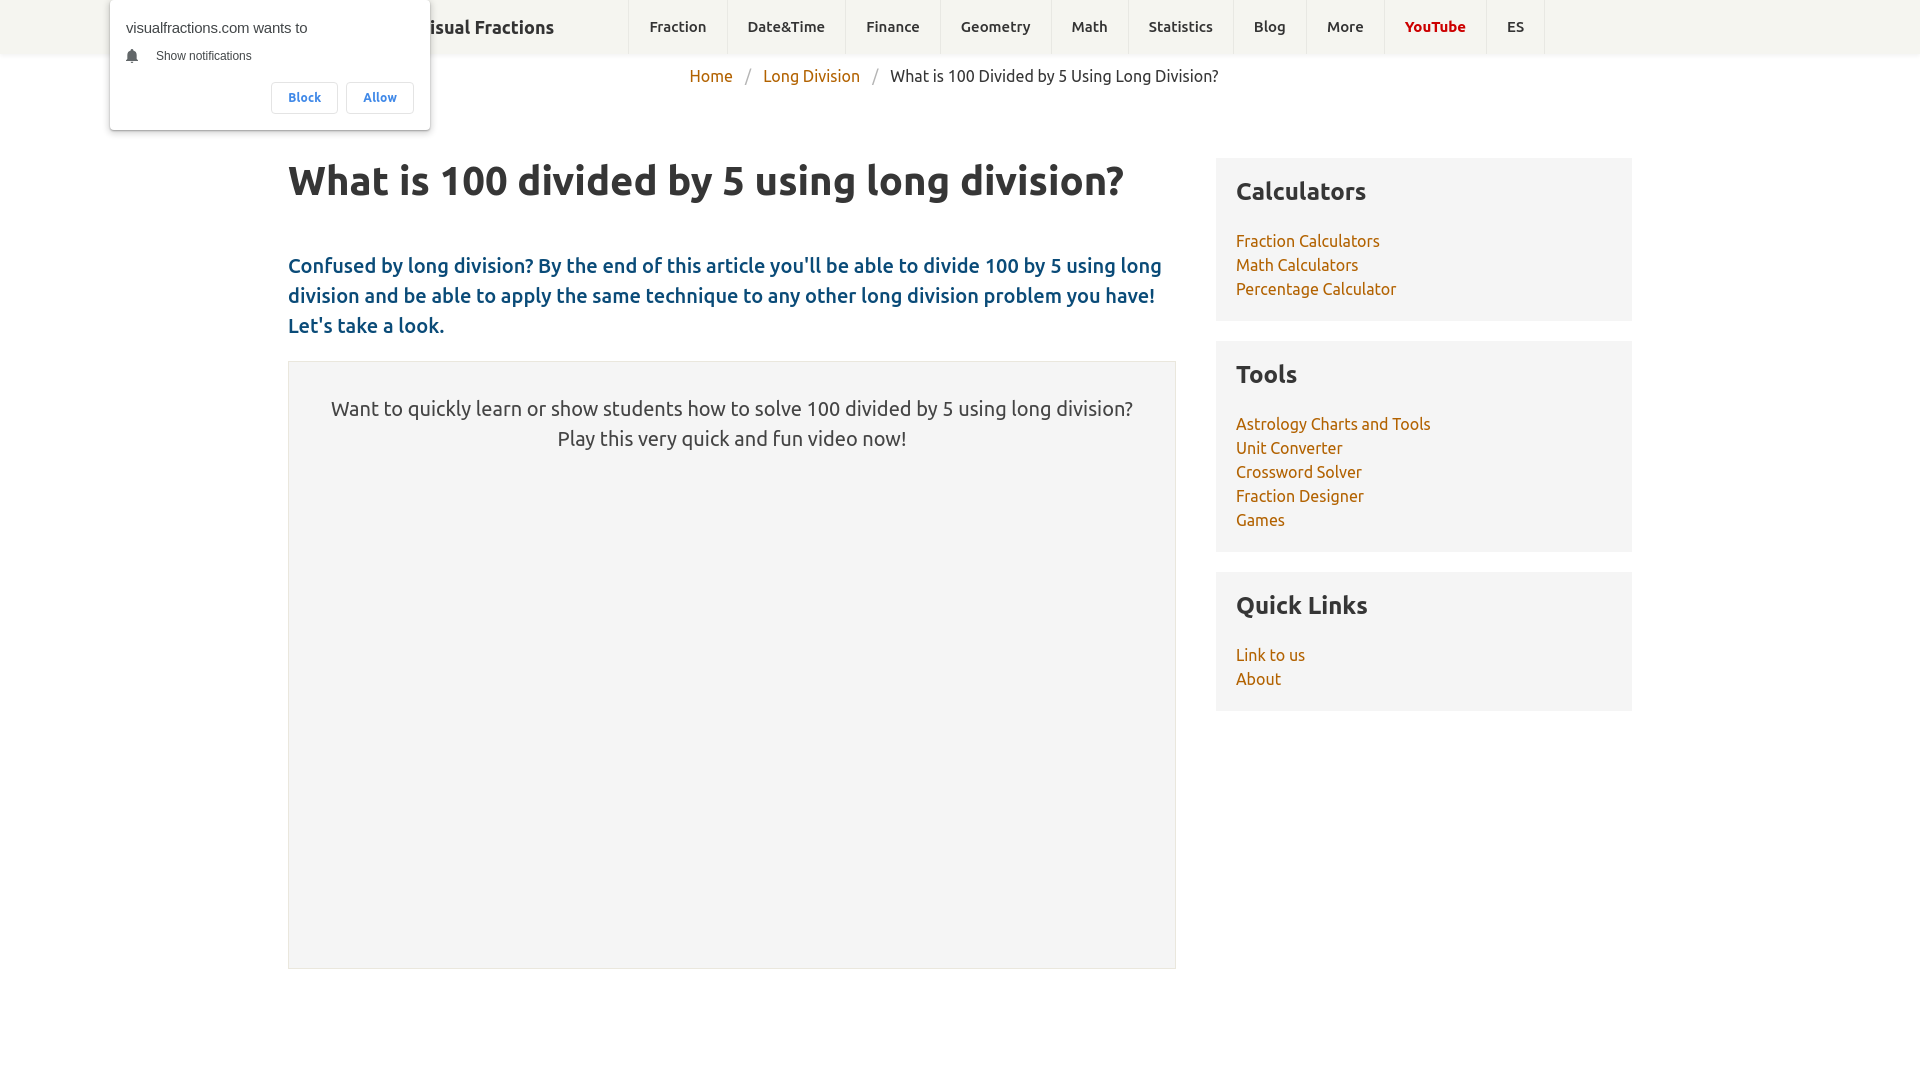 visualfractions.com wants to
Show notifications
Block
Allow
isual Fractions
Fraction
Date&Time
Finance
Geometry
Math
Statistics
Blog
More
YouTube
ES
Home / Long Division / What is 100 Divided by 5 Using Long Division?
What is 100 divided by 5 using long division?
Confused by long division? By the end of this article you'll be able to divide 100 by 5 using long
division and be able to apply the same technique to any other long division problem you have!
Let's take a look.
Want to quickly learn or show students how to solve 100 divided by 5 using long division?
Play this very quick and fun video now!
Calculators
Fraction Calculators
Math Calculators
Percentage Calculator
Tools
Astrology Charts and Tools
Unit Converter
Crossword Solver
Fraction Designer
Games
Quick Links
Link to us
About